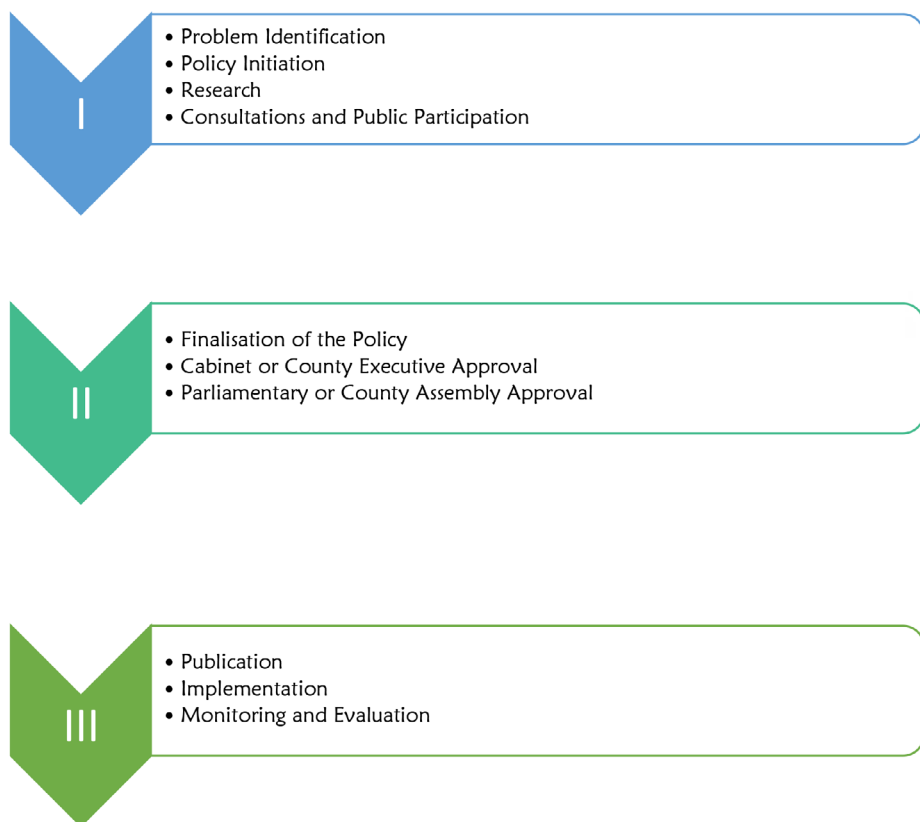 I
• Problem Identification
• Policy Initiation
• Research
• Consultations and Public Participation
II
• Finalisation of the Policy
• Cabinet or County Executive Approval
• Parliamentary or County Assembly Approval
III
• Publication
• Implementation
• Monitoring and Evaluation